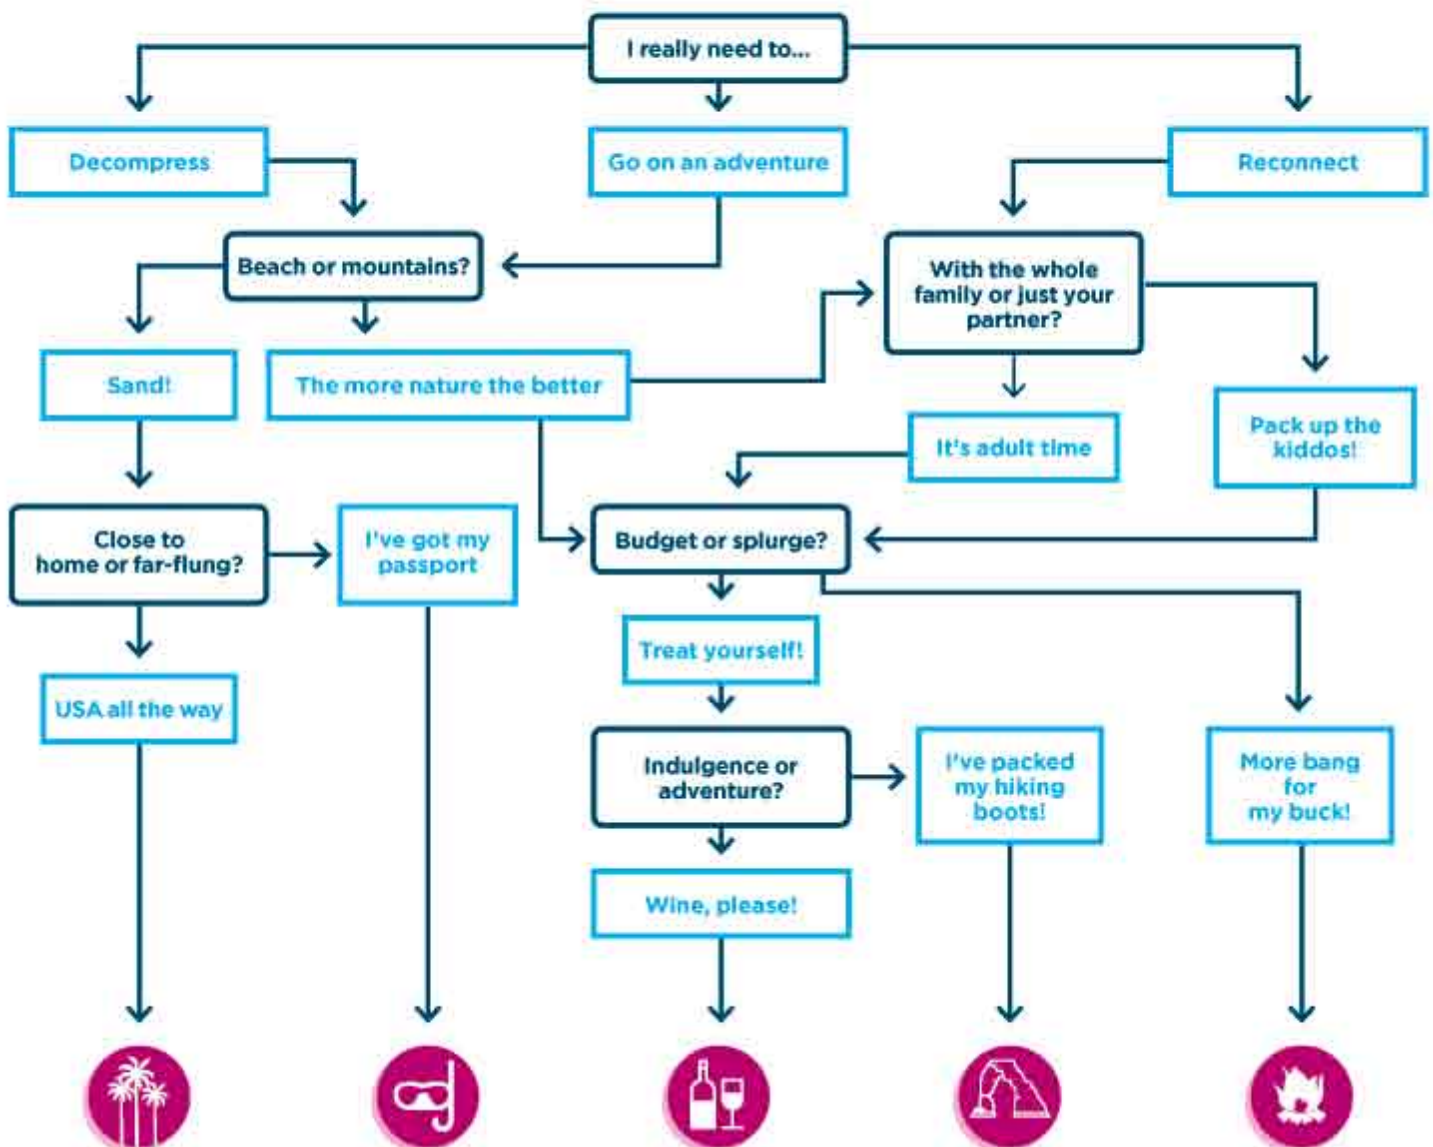 I really need to...
Decompress
Go on an adventure
Reconnect
Beach or mountains?
With the whole
family or just your
partner?
Sand!
The more nature the better
It's adult time
Pack up the
kiddos!
Close to
home or far-flung?
I've got my
passport
Budget or splurge?
Treat yourself!
USA all the way
Indulgence or
adventure?
I've packed
my hiking
boots!
More bang
for
my buck!
Wine, please!